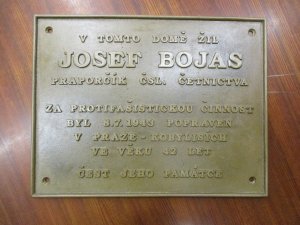 V TOMTO DOMĚ ŽIL
JOSEF BOJAS
PRAPORČÍK ČSL. ČETNICTVA
ZA PROTIFAŠISTICKOU ČINNOST
BYL 3.7.1943 POPRAVEN
V PRAZE - KOBYLISÍCH
VE VĚKU 42 LET
ČEST JEHO PAMÁTCE